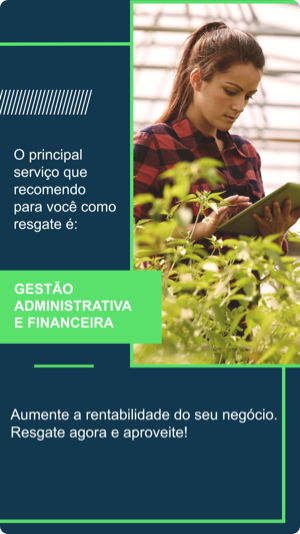 O principal
serviço que
recomendo
para você como
resgate é:
GESTÃO
ADMINISTRATIVA
E FINANCEIRA
Aumente a rentabilidade do seu negócio.
Resgate agora e aproveite!